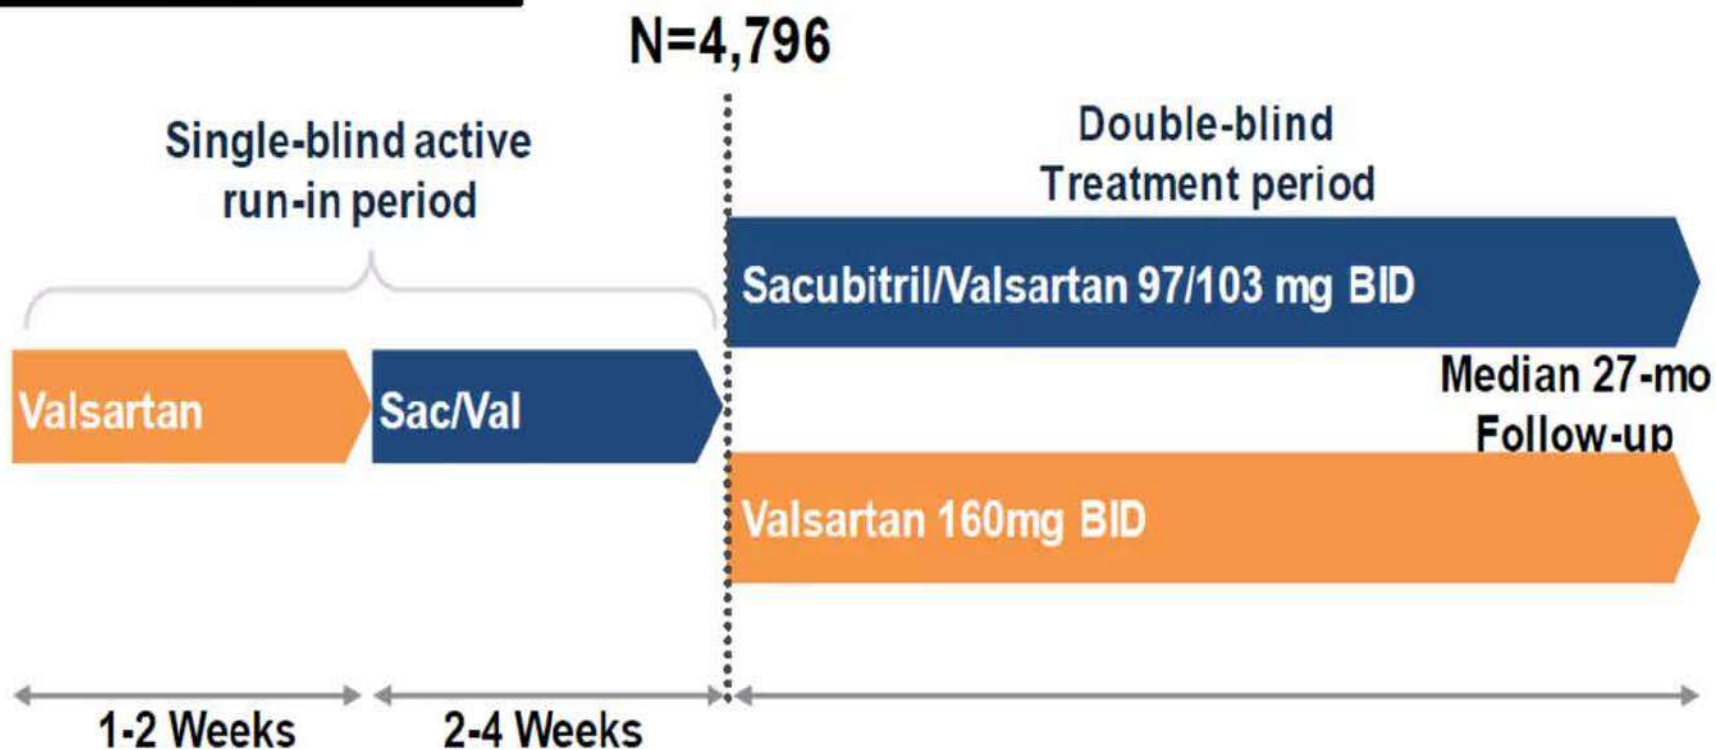 N=4,796
Single-blind active
run-in period
Double-blind
Treatment period
Sacubitril/Valsartan 97/103 mg BID
Valsartan
Sac/Val
Median 27-mo
Follow-up
Valsartan 160mg BID
1-2 Weeks
2-4 Weeks